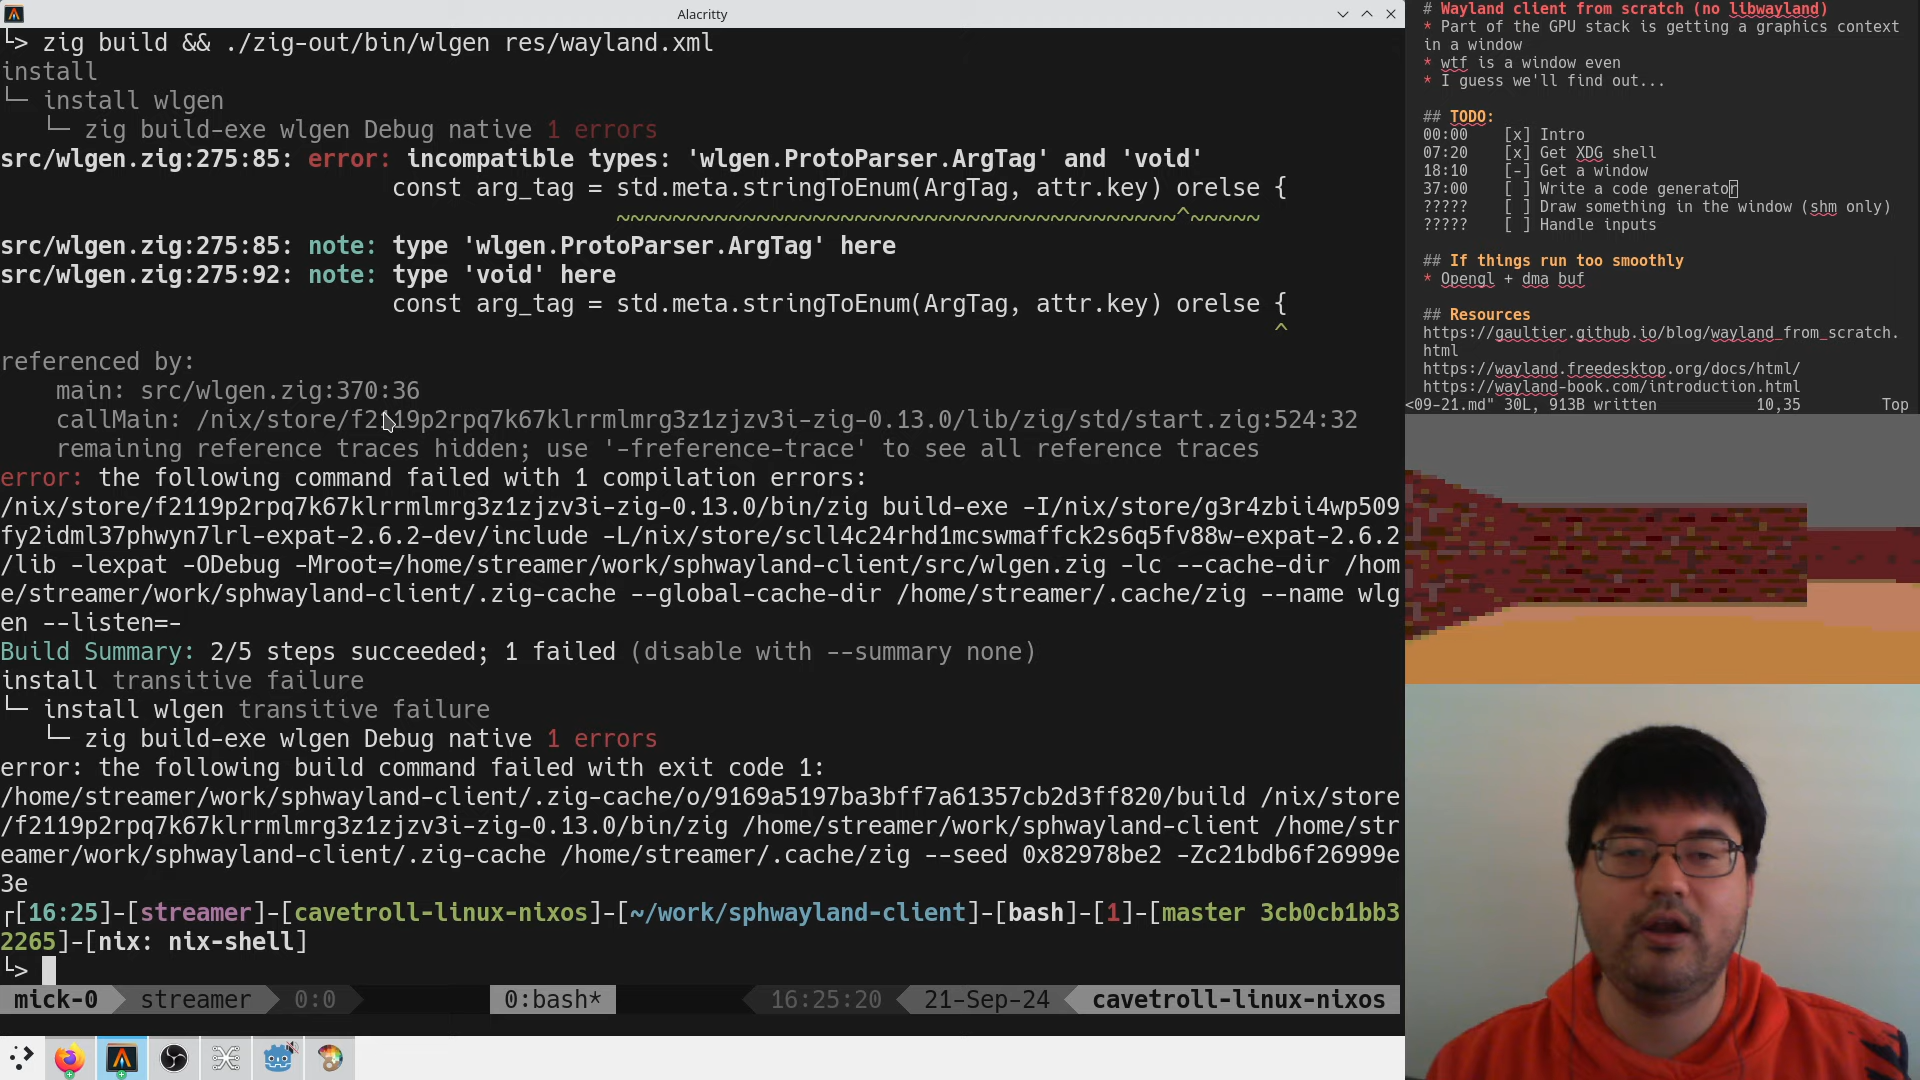 Alacritty
└> zig build && ./zig-out/bin/wlgen res/wayland.xml
install
└─ install wlgen
   └─ zig build-exe wlgen Debug native 1 errors
src/wlgen.zig:275:85: error: incompatible types: 'wlgen.ProtoParser.ArgTag' and 'void'
                            const arg_tag = std.meta.stringToEnum(ArgTag, attr.key) orelse {
                                            ~~~~~~~~~~~~~~~~~~~~~~~~~~~~~~~~~~~~~~~~^~~~~~
src/wlgen.zig:275:85: note: type 'wlgen.ProtoParser.ArgTag' here
src/wlgen.zig:275:92: note: type 'void' here
                            const arg_tag = std.meta.stringToEnum(ArgTag, attr.key) orelse {
                                                                                           ^
referenced by:
    main: src/wlgen.zig:370:36
    callMain: /nix/store/f2119p2rpq7k67klrrmlmrg3z1zjzv3i-zig-0.13.0/lib/zig/std/start.zig:524:32
    remaining reference traces hidden; use '-freference-trace' to see all reference traces
error: the following command failed with 1 compilation errors:
/nix/store/f2119p2rpq7k67klrrmlmrg3z1zjzv3i-zig-0.13.0/bin/zig build-exe -I/nix/store/g3r4zbii4wp509
fy2idml37phwyn7lrl-expat-2.6.2-dev/include -L/nix/store/scll4c24rhd1mcswmaffck2s6q5fv88w-expat-2.6.2
/lib -lexpat -ODebug -Mroot=/home/streamer/work/sphwayland-client/src/wlgen.zig -lc --cache-dir /hom
e/streamer/work/sphwayland-client/.zig-cache --global-cache-dir /home/streamer/.cache/zig --name wlg
en --listen=-
Build Summary: 2/5 steps succeeded; 1 failed (disable with --summary none)
install transitive failure
└─ install wlgen transitive failure
   └─ zig build-exe wlgen Debug native 1 errors
error: the following build command failed with exit code 1:
/home/streamer/work/sphwayland-client/.zig-cache/o/9169a5197ba3bff7a61357cb2d3ff820/build /nix/store
/f2119p2rpq7k67klrrmlmrg3z1zjzv3i-zig-0.13.0/bin/zig /home/streamer/work/sphwayland-client /home/str
eamer/work/sphwayland-client/.zig-cache /home/streamer/.cache/zig --seed 0x82978be2 -Zc21bdb6f26999e
3e
┌[16:25]-[streamer]-[cavetroll-linux-nixos]-[~/work/sphwayland-client]-[bash]-[1]-[master 3cb0cb1bb3
2265]-[nix: nix-shell]
└>
mick-0 streamer 0:0 0:bash* 16:25:20 21-Sep-24 cavetroll-linux-nixos
# Wayland client from scratch (no libwayland)
* Part of the GPU stack is getting a graphics context
in a window
* wtf is a window even
* I guess we'll find out...
## TODO:
00:00    [x] Intro
07:20    [x] Get XDG shell
18:10    [-] Get a window
37:00    [ ] Write a code generator
?????    [ ] Draw something in the window (shm only)
?????    [ ] Handle inputs
## If things run too smoothly
* Opengl + dma buf
## Resources
https://gaultier.github.io/blog/wayland_from_scratch.
html
https://wayland.freedesktop.org/docs/html/
https://wayland-book.com/introduction.html
<09-21.md" 30L, 913B written 10,35 Top